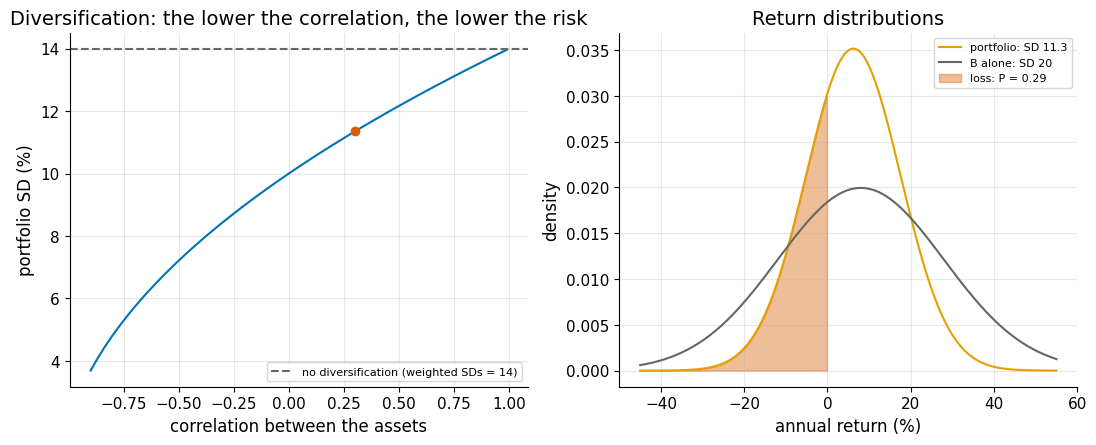 Diversification: the lower the correlation, the lower the risk
14
12
10
8
6
4
portfolio SD (%)
no diversification (weighted SDs = 14)
−0.75 −0.50 −0.25 0.00 0.25 0.50 0.75 1.00
correlation between the assets
Return distributions
0.035
0.030
0.025
0.020
0.015
0.010
0.005
0.000
density
portfolio: SD 11.3
B alone: SD 20
loss: P = 0.29
−40 −20 0 20 40 60
annual return (%)